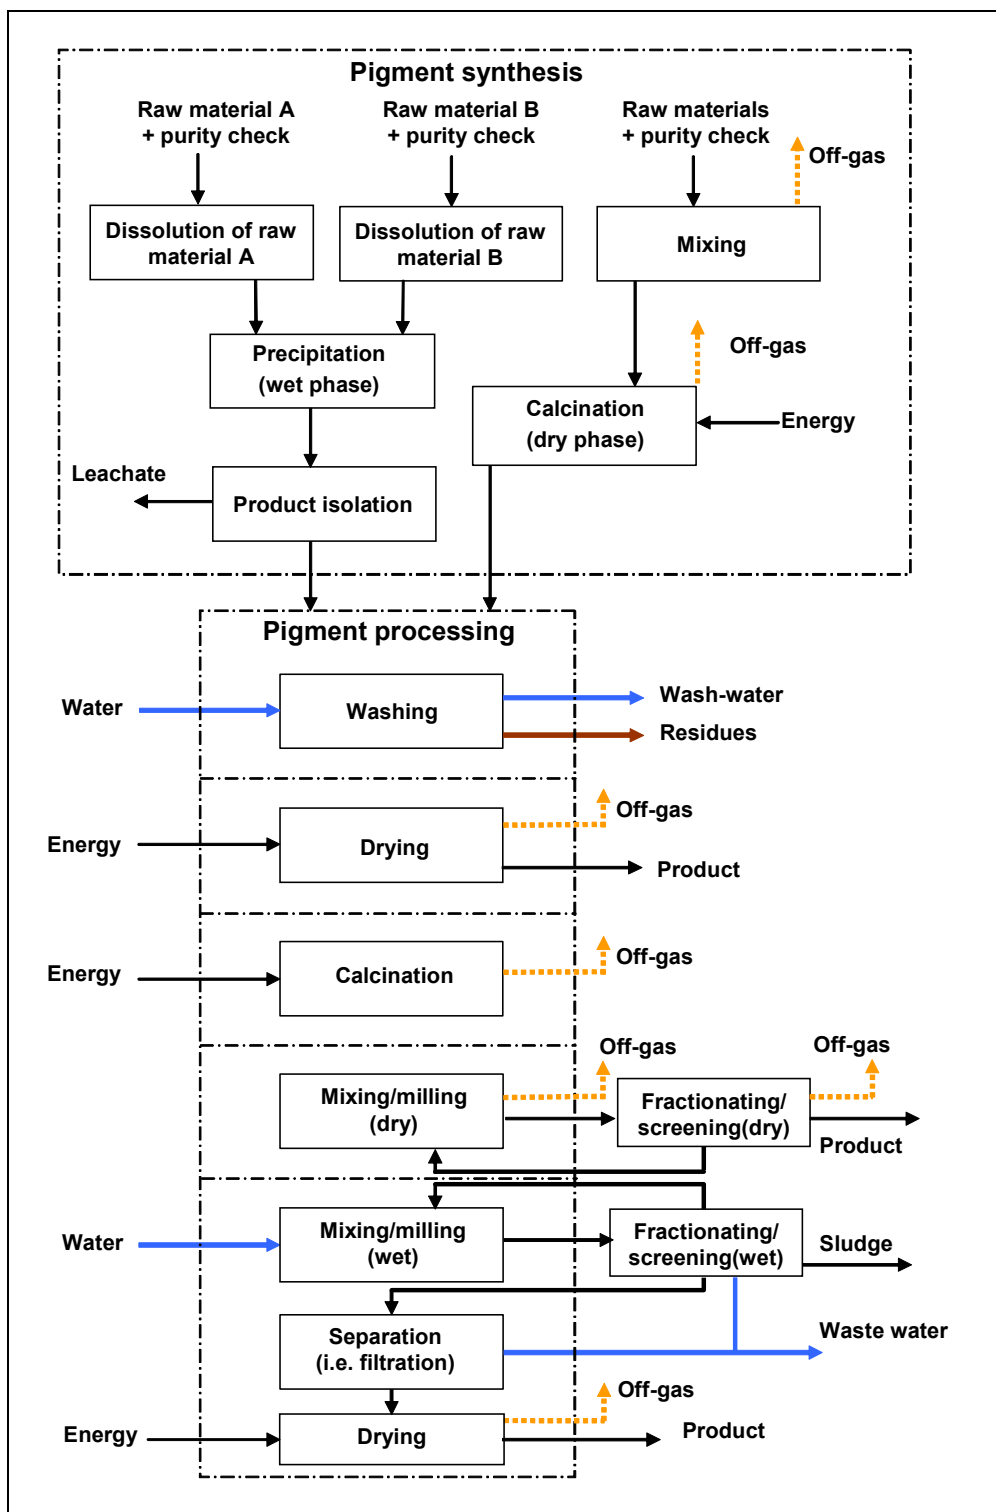 Pigment synthesis
Raw material A
+ purity check
Raw material B
+ purity check
Raw materials
+ purity check
Off-gas
Dissolution of raw
material A
Dissolution of raw
material B
Mixing
Precipitation
(wet phase)
Off-gas
Calcination
(dry phase)
Energy
Leachate
Product isolation
Pigment processing
Water
Washing
Wash-water
Residues
Energy
Drying
Off-gas
Product
Energy
Calcination
Off-gas
Mixing/milling
(dry)
Off-gas
Fractionating/
screening(dry)
Off-gas
Product
Water
Mixing/milling
(wet)
Fractionating/
screening(wet)
Sludge
Separation
(i.e. filtration)
Waste water
Energy
Drying
Off-gas
Product